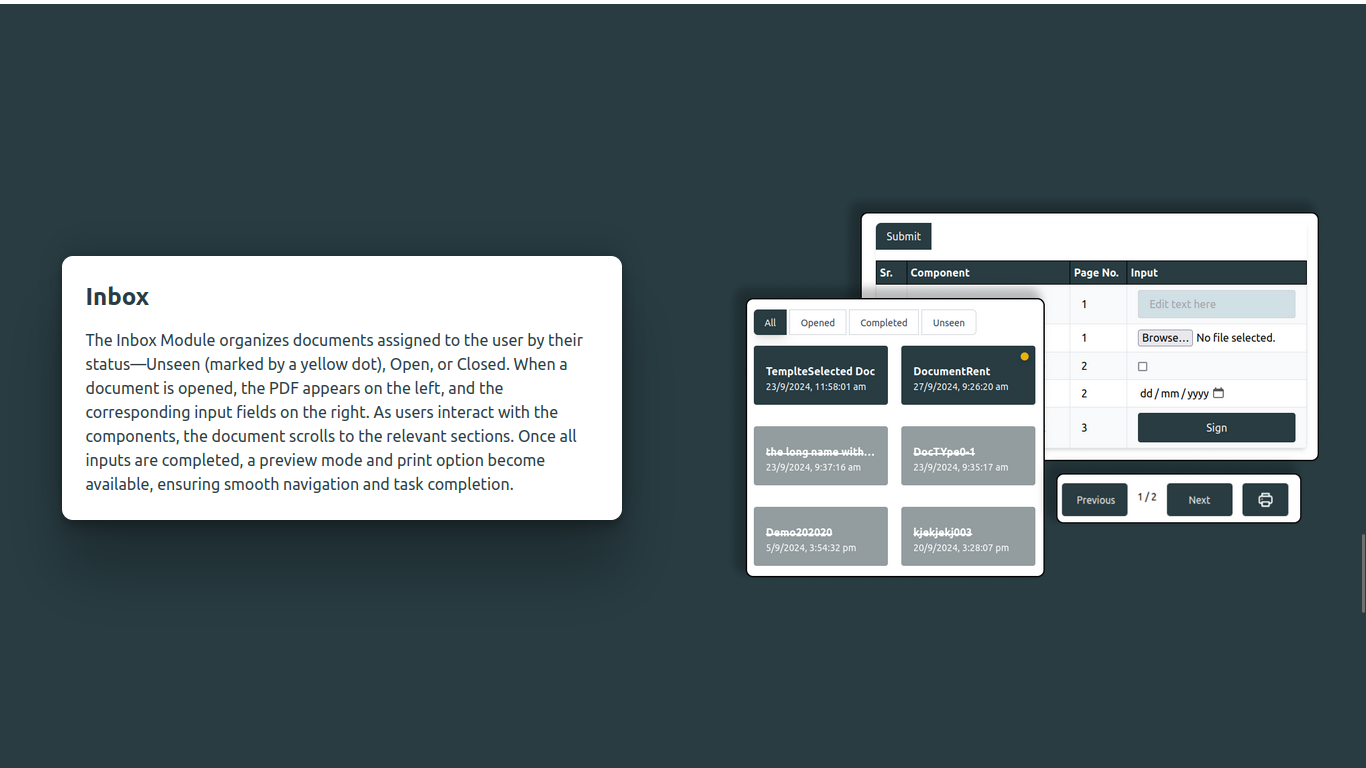 Inbox
The Inbox Module organizes documents assigned to the user by their
status—Unseen (marked by a yellow dot), Open, or Closed. When a
document is opened, the PDF appears on the left, and the
corresponding input fields on the right. As users interact with the
components, the document scrolls to the relevant sections. Once all
inputs are completed, a preview mode and print option become
available, ensuring smooth navigation and task completion.
Submit
Sr. Component Page No. Input
1 Edit text here
1 Browse... No file selected.
2
2 dd/mm/yyyy
3 Sign
All Opened Completed Unseen
TemplteSelected Doc DocumentRent
23/9/2024, 11:58:01 am 27/9/2024, 9:26:20 am
the long name with... DocTYpe0-1
23/9/2024, 9:37:16 am 23/9/2024, 9:35:17 am
Demo202020 kjekjekj003
5/9/2024, 3:54:32 pm 20/9/2024, 3:28:07 pm
Previous 1/2 Next